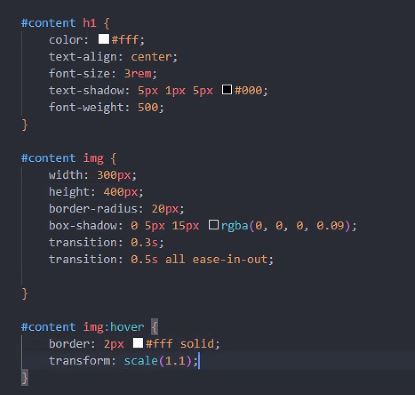 #content h1 {
    color: #fff;
    text-align: center;
    font-size: 3rem;
    text-shadow: 5px 1px 5px #000;
    font-weight: 500;
}
#content img {
    width: 300px;
    height: 400px;
    border-radius: 20px;
    box-shadow: 0 5px 15px rgba(0, 0, 0, 0.09);
    transition: 0.3s;
    transition: 0.5s all ease-in-out;
}
#content img:hover {
    border: 2px #fff solid;
    transform: scale(1.1);
}